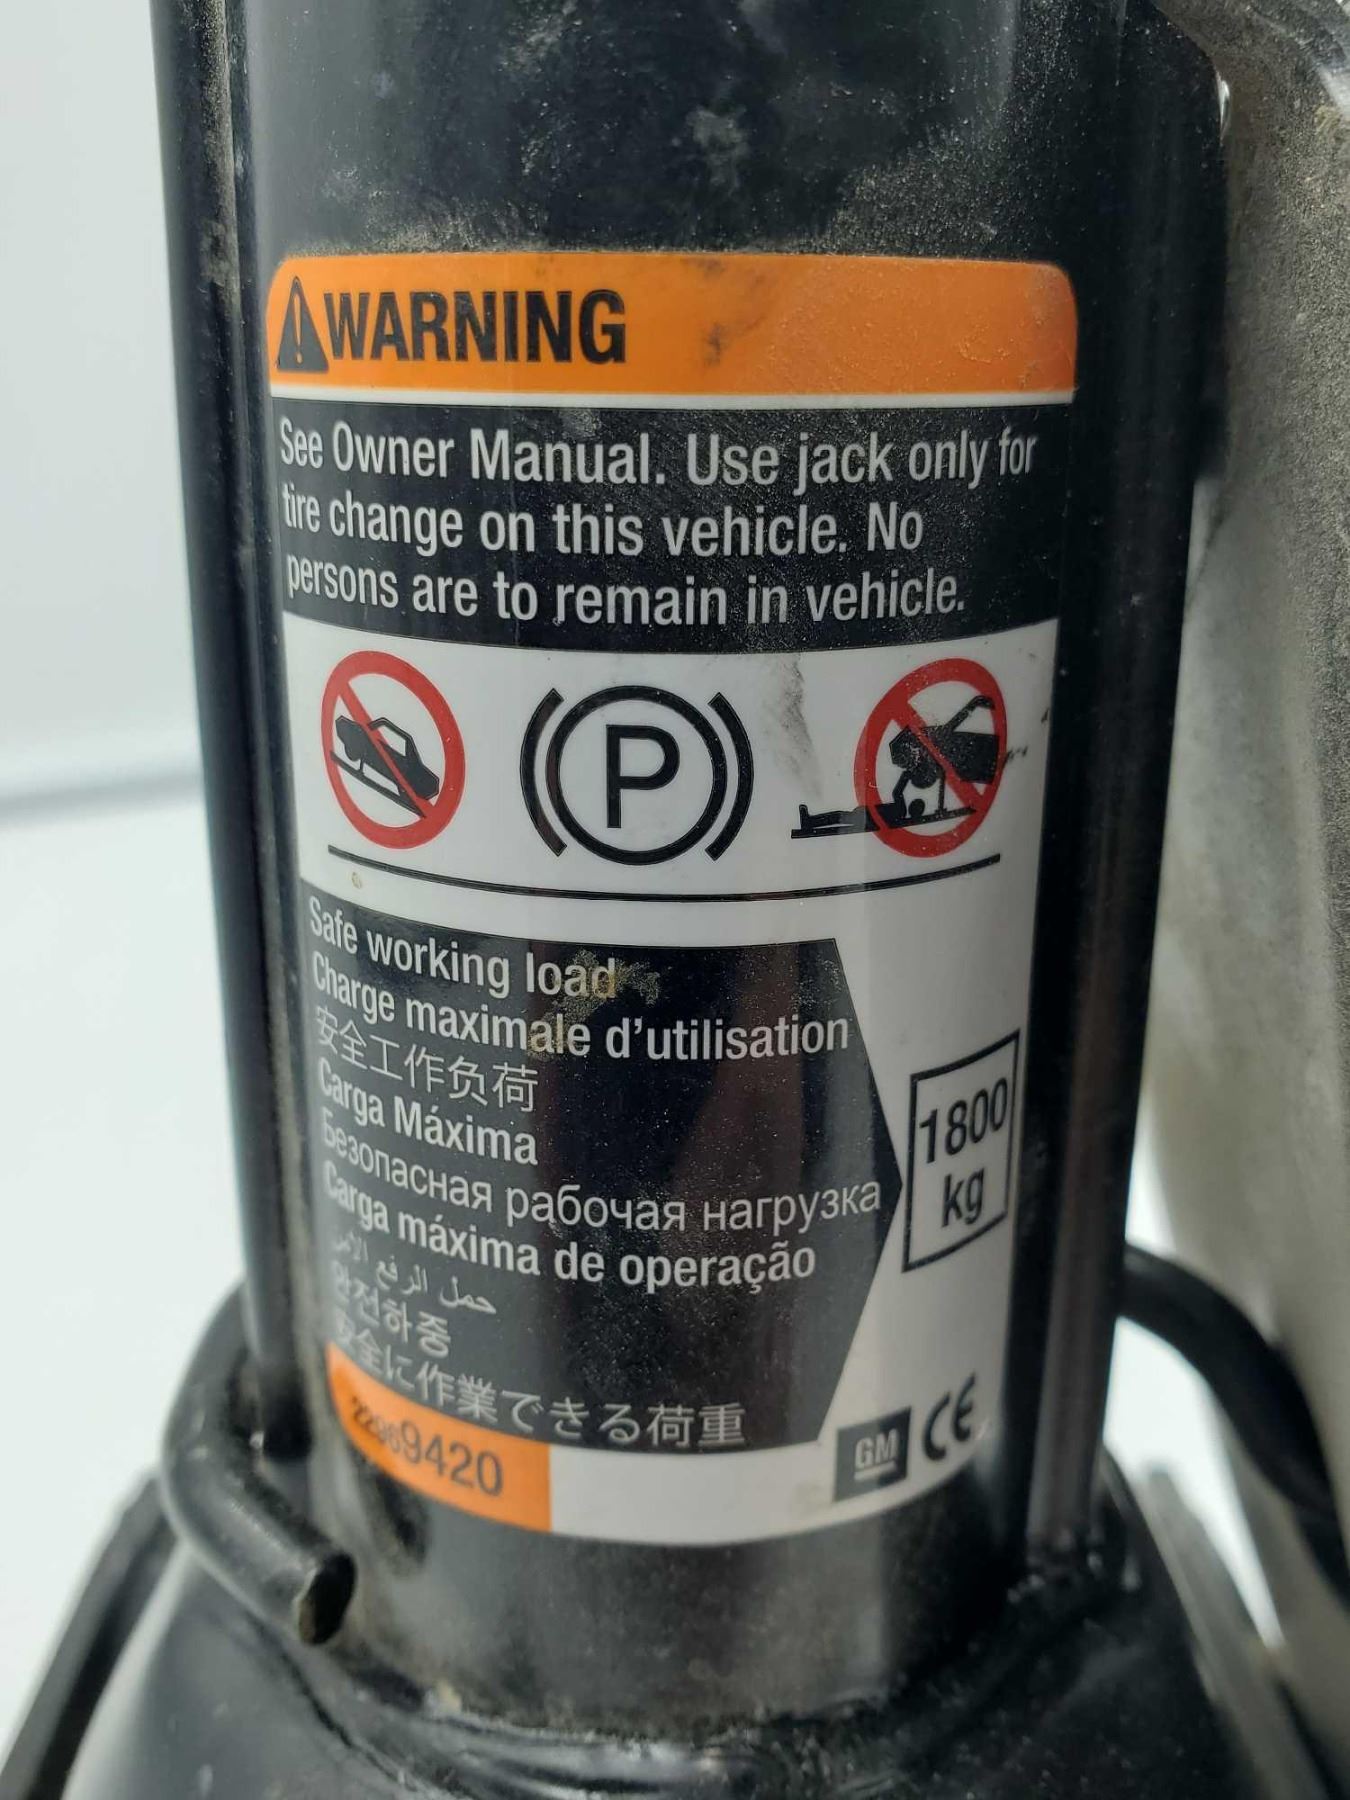 WARNING
See Owner Manual. Use jack only for
tire change on this vehicle. No
persons are to remain in vehicle.
P
Safe working load
Charge maximale d'utilisation
安全工作负荷
Carga Máxima
Безопасная рабочая нагрузка
Carga máxima de operação
حمل الرفع الآمن
안전하중
安全に作業できる荷重
1800
kg
22969420
GM CE